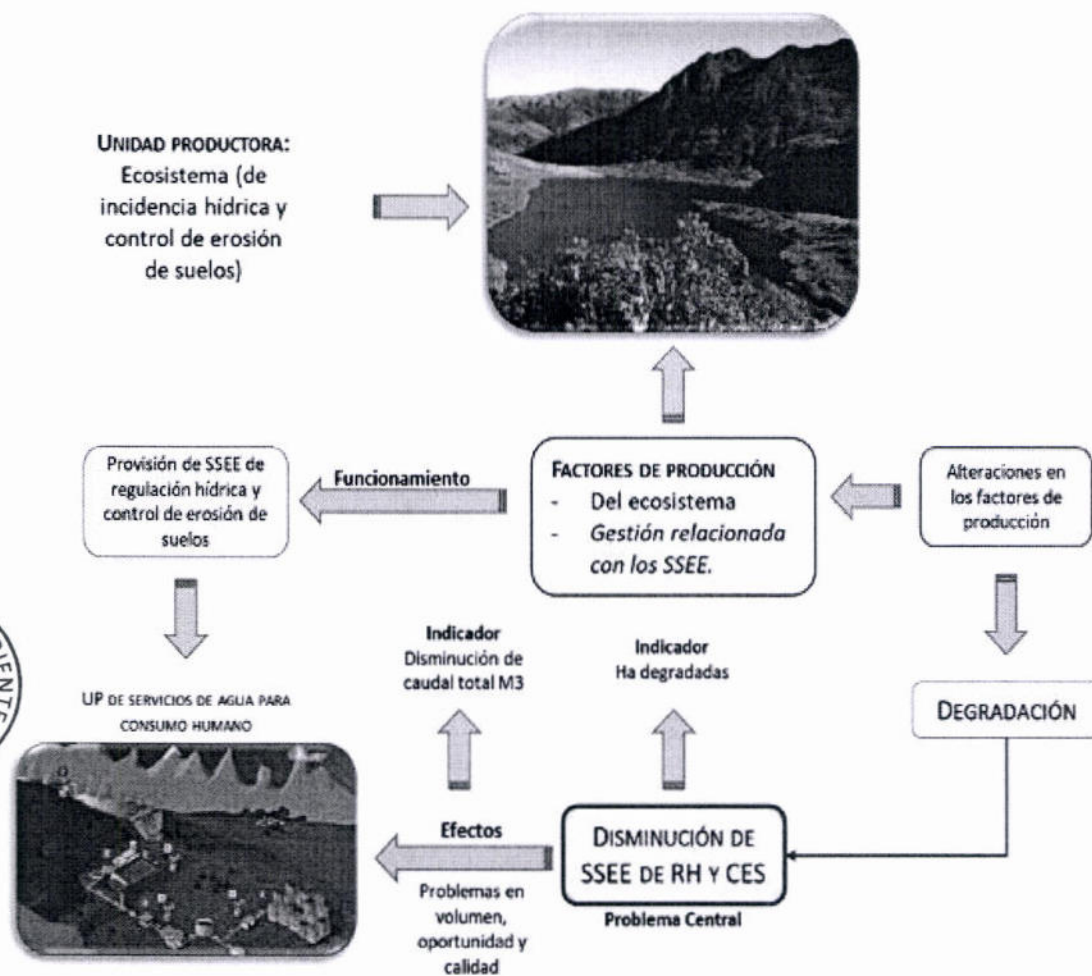 UNIDAD PRODUCTORA:
Ecosistema (de
incidencia hídrica y
control de erosión
de suelos)
Provisión de SSEE de
regulación hídrica y
control de erosión de
suelos
Funcionamiento
FACTORES DE PRODUCCIÓN
- Del ecosistema
- Gestión relacionada
con los SSEE.
Alteraciones en
los factores de
producción
Indicador
Disminución de
caudal total M3
Indicador
Ha degradadas
UP DE SERVICIOS DE AGUA PARA
CONSUMO HUMANO
DEGRADACIÓN
Efectos
Problemas en
volumen,
oportunidad y
calidad
DISMINUCIÓN DE
SSEE DE RH Y CES
Problema Central